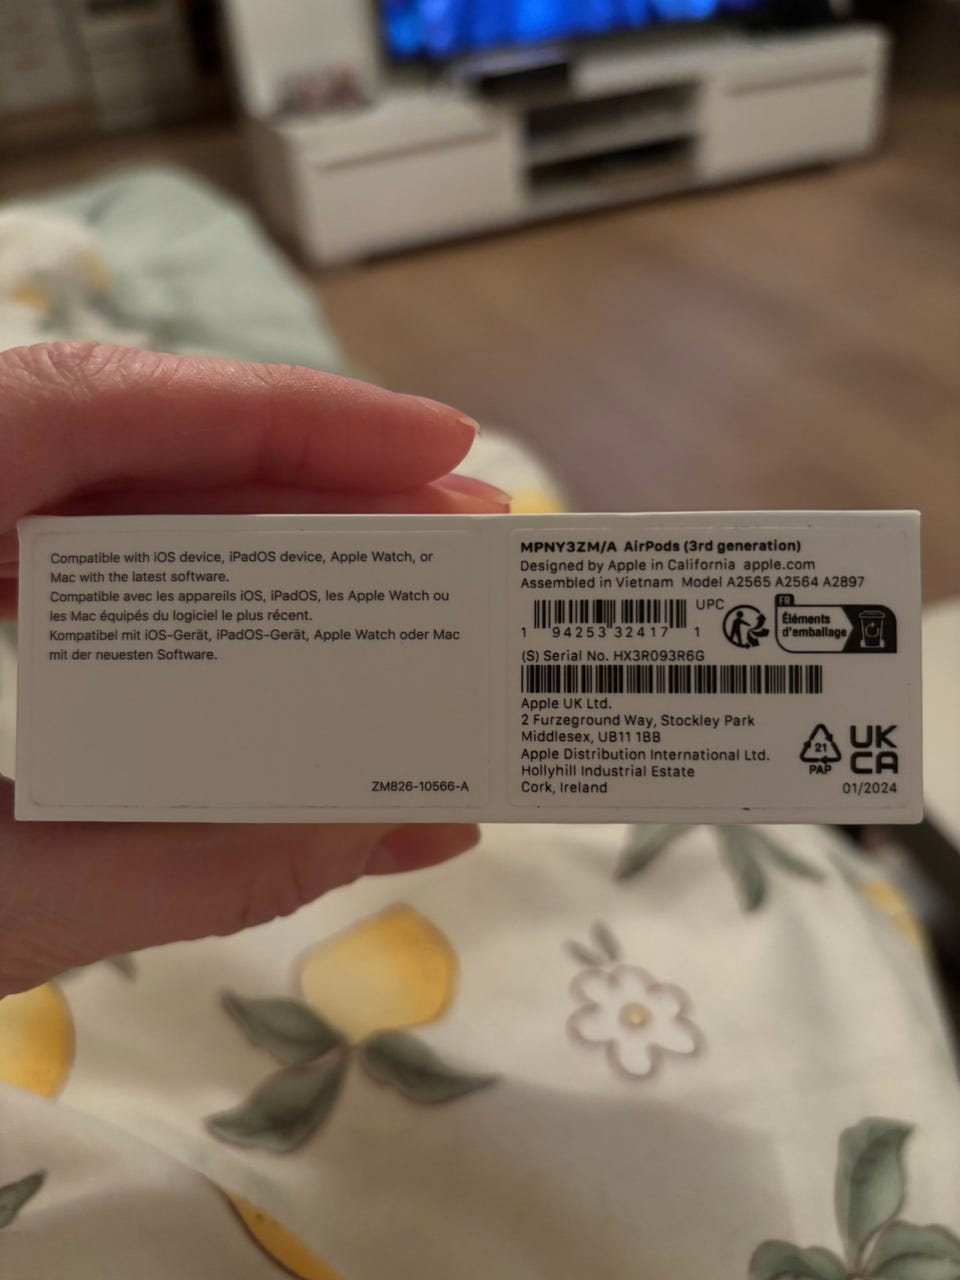 Compatible with iOS device, iPadOS device, Apple Watch, or
Mac with the latest software.
Compatible avec les appareils iOS, iPadOS, les Apple Watch ou
les Mac équipés du logiciel le plus récent.
Kompatibel mit iOS-Gerät, iPadOS-Gerät, Apple Watch oder Mac
mit der neuesten Software.
ZM826-10566-A
MPNY3ZM/A AirPods (3rd generation)
Designed by Apple in California apple.com
Assembled in Vietnam Model A2565 A2564 A2897
UPC
1 94253 32417 1
FR
Éléments
d'emballage
(S) Serial No. HX3R093R6G
Apple UK Ltd.
2 Furzeground Way, Stockley Park
Middlesex, UB11 1BB
Apple Distribution International Ltd.
Hollyhill Industrial Estate
Cork, Ireland
21
PAP
UK
CA
01/2024